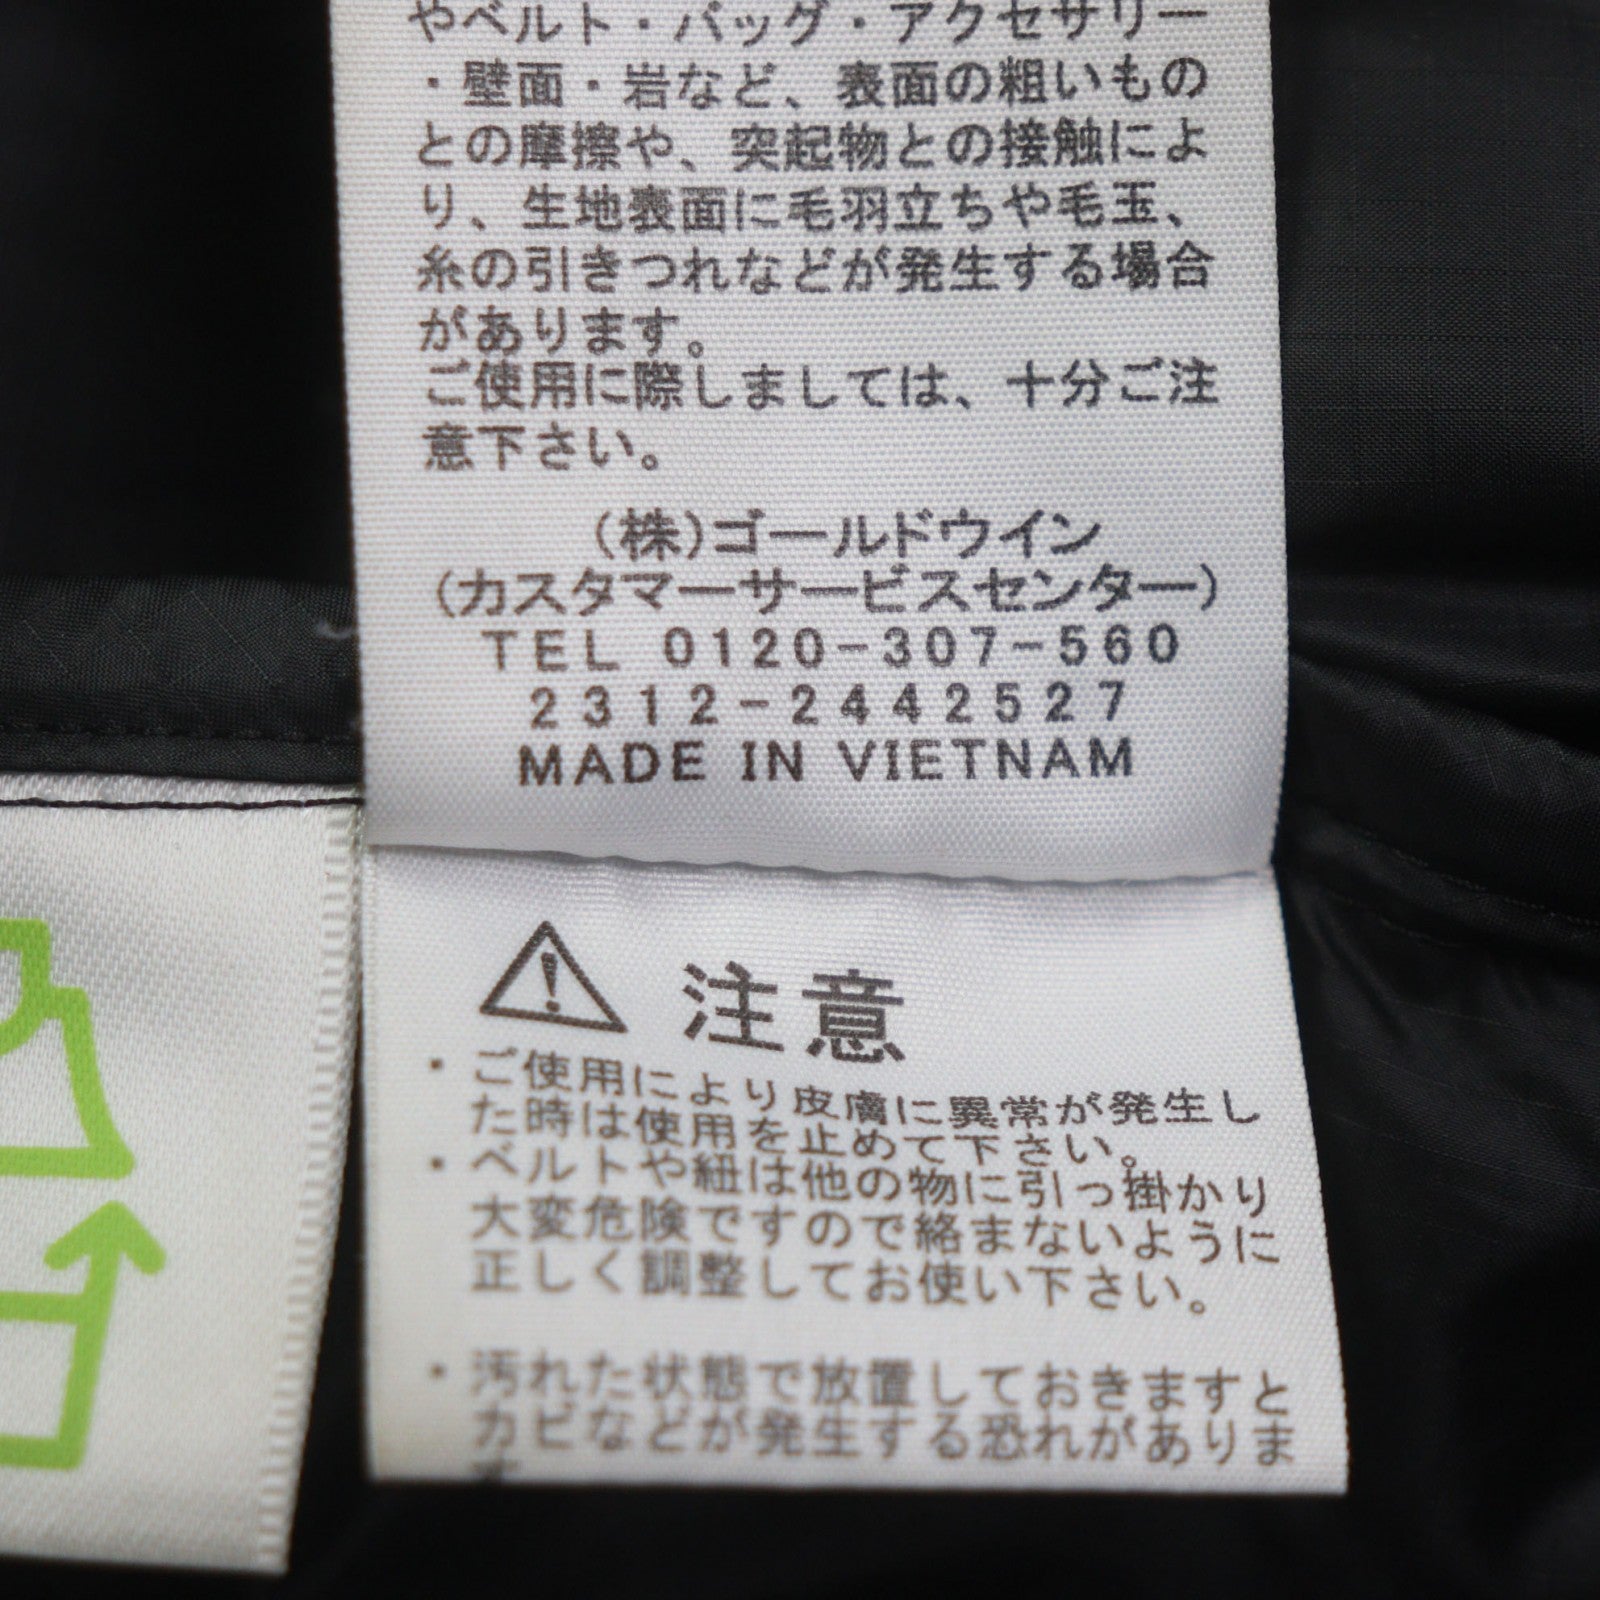 やベルト・バッグ・アクセサリー
・壁面・岩など、表面の粗いもの
との摩擦や、突起物との接触によ
り、生地表面に毛羽立ちや毛玉、
糸の引きつれなどが発生する場合
があります。
ご使用に際しましては、十分ご注
意下さい。
(株)ゴールドウイン
(カスタマーサービスセンター)
TEL 0120-307-560
2312-2442527
MADE IN VIETNAM
注意
・ご使用により皮膚に異常が発生し
た時は使用を止めて下さい。
・ベルトや紐は他の物に引っ掛かり
大変危険ですので絡まないように
正しく調整してお使い下さい。
・汚れた状態で放置しておきますと
カビなどが発生する恐れがありま